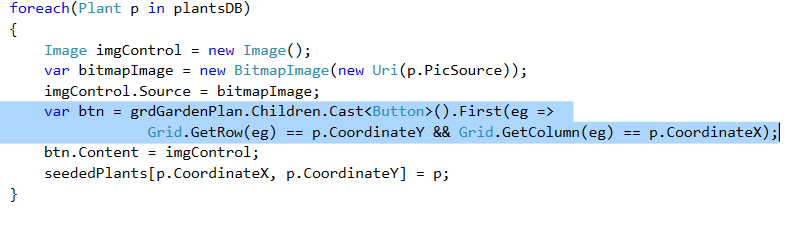 foreach(Plant p in plantsDB)
{
Image imgControl = new Image();
var bitmapImage = new BitmapImage(new Uri(p.PicSource));
imgControl.Source = bitmapImage;
var btn = grdGardenPlan.Children.Cast<Button>().First(eg =>
Grid.GetRow(eg) == p.CoordinateY && Grid.GetColumn(eg) == p.CoordinateX);
btn.Content = imgControl;
seededPlants[p.CoordinateX, p.CoordinateY] = p;
}